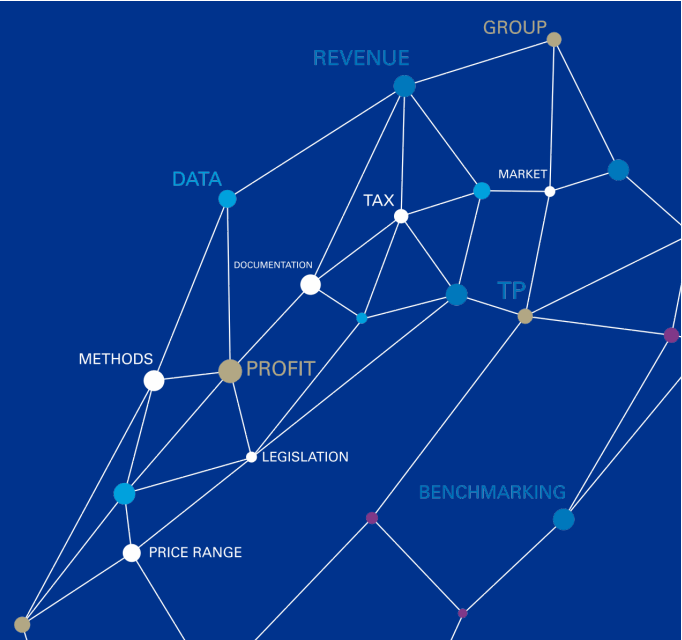 GROUP
REVENUE
MARKET
DATA
TAX
DOCUMENTATION
TP
METHODS
PROFIT
LEGISLATION
BENCHMARKING
PRICE RANGE